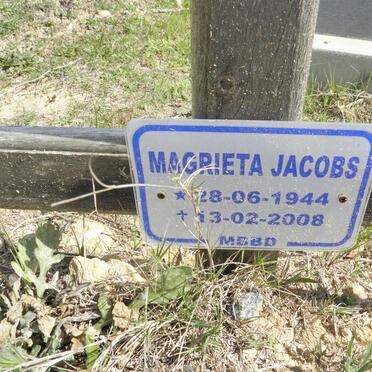 MAGRIETA JACOBS
★28-06-1944
✝13-02-2008
MBBD